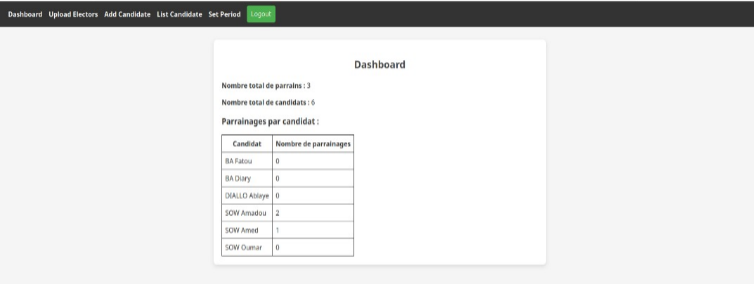 Dashboard Upload Electors Add Candidate List Candidate Set Period Logout
Dashboard
Nombre total de parrains : 3
Nombre total de candidats : 6
Parrainages par candidat :
Candidat Nombre de parrainages
BA Fatou 0
BA Diary 0
DIALLO Ablaye 0
SOW Amadou 2
SOW Amed 1
SOW Oumar 0